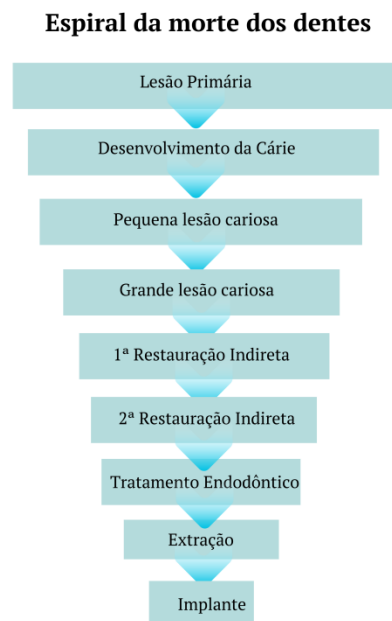 Espiral da morte dos dentes
Lesão Primária
Desenvolvimento da Cárie
Pequena lesão cariosa
Grande lesão cariosa
1ª Restauração Indireta
2ª Restauração Indireta
Tratamento Endodôntico
Extração
Implante